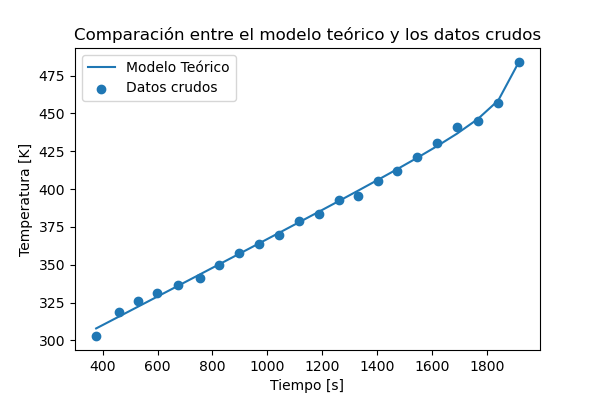 Comparación entre el modelo teórico y los datos crudos
Modelo Teórico
Datos crudos
475
450
425
400
375
350
325
300
Temperatura [K]
400 600 800 1000 1200 1400 1600 1800
Tiempo [s]